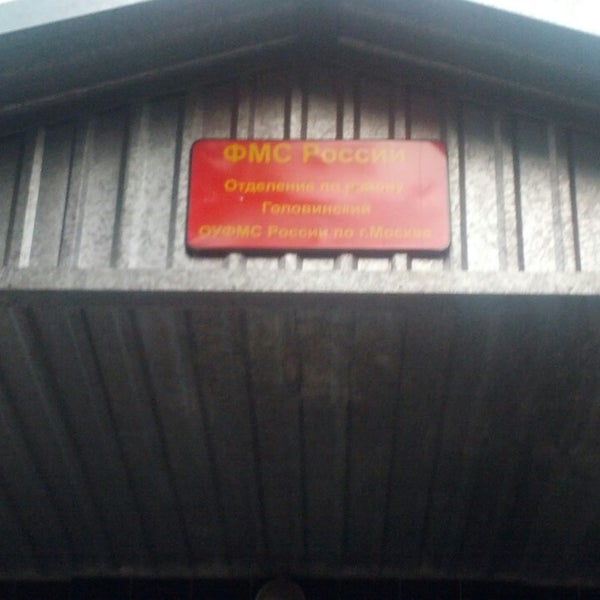 ФМС России
Отделение по району
Головинский
ОУФМС России по г.Москве